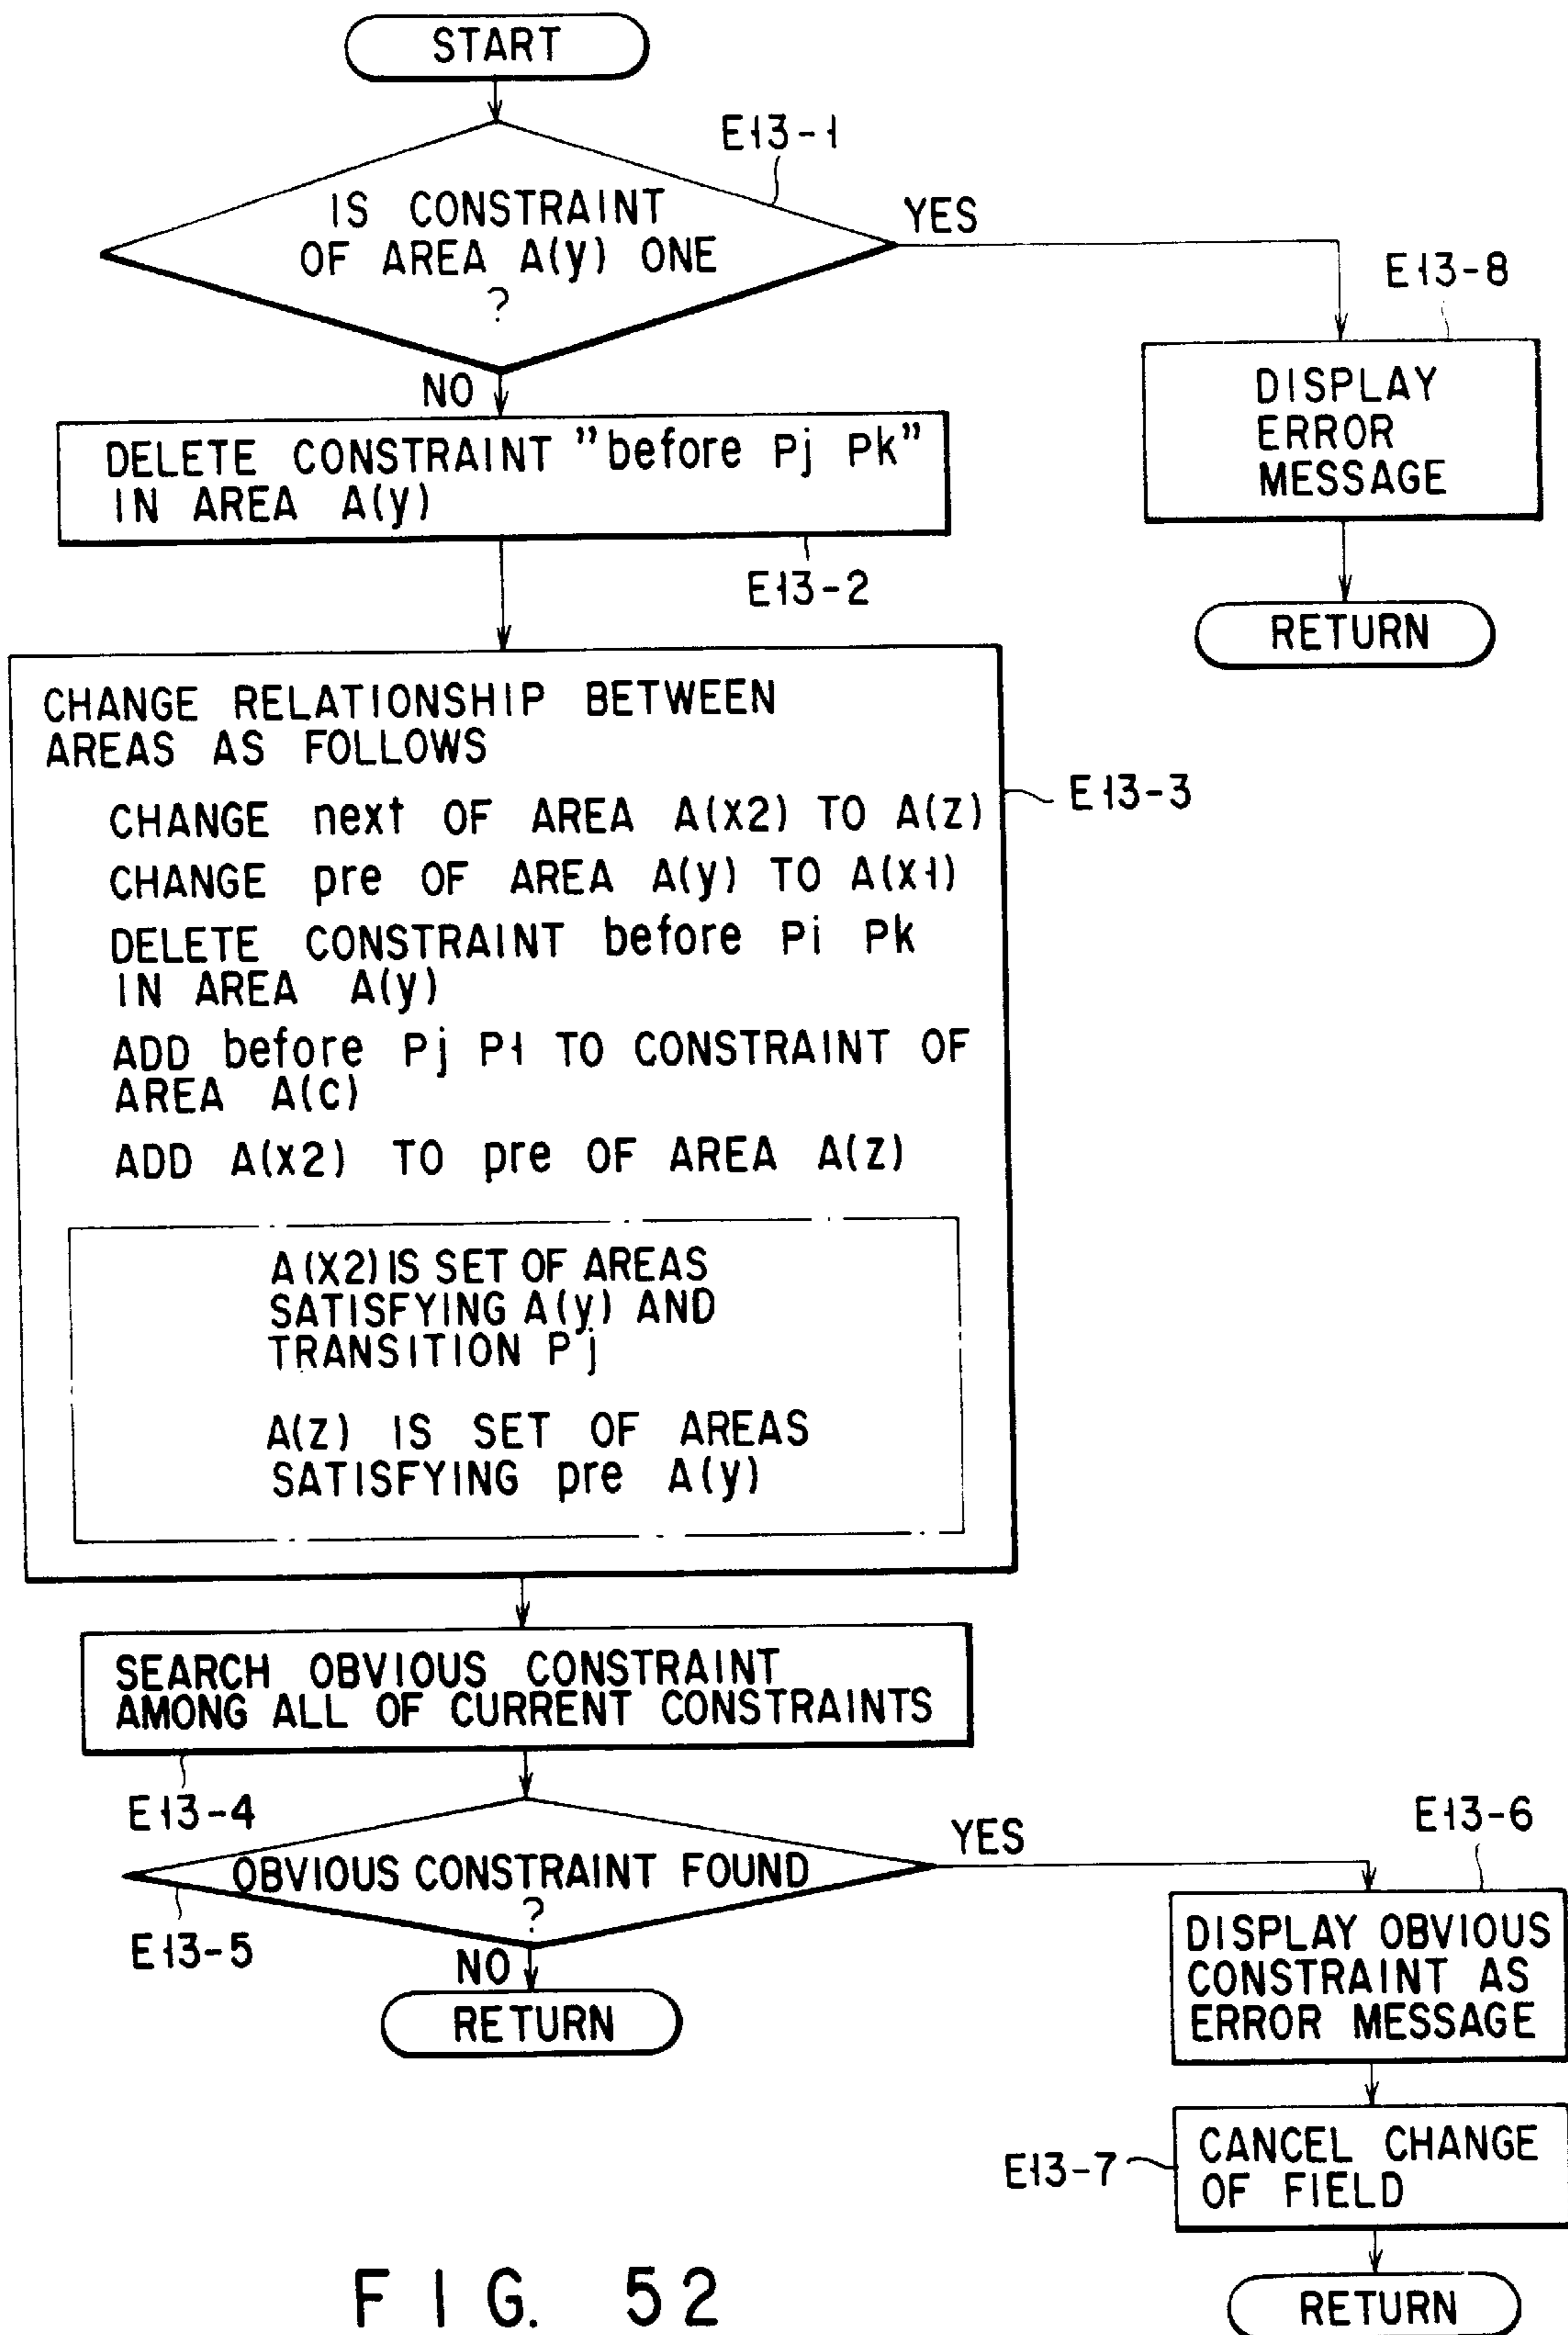 START
E13-1
IS CONSTRAINT
OF AREA A(y) ONE
?
YES
NO
E13-8
DISPLAY
ERROR
MESSAGE
RETURN
DELETE CONSTRAINT "before Pj Pk"
IN AREA A(y)
E13-2
CHANGE RELATIONSHIP BETWEEN
AREAS AS FOLLOWS
E13-3
CHANGE next OF AREA A(x2) TO A(z)
CHANGE pre OF AREA A(y) TO A(x1)
DELETE CONSTRAINT before Pi Pk
IN AREA A(y)
ADD before Pj P1 TO CONSTRAINT OF
AREA A(c)
ADD A(x2) TO pre OF AREA A(z)
A(x2) IS SET OF AREAS
SATISFYING A(y) AND
TRANSITION Pj
A(z) IS SET OF AREAS
SATISFYING pre A(y)
SEARCH OBVIOUS CONSTRAINT
AMONG ALL OF CURRENT CONSTRAINTS
E13-4
OBVIOUS CONSTRAINT FOUND
?
E13-5
YES
NO
RETURN
E13-6
DISPLAY OBVIOUS
CONSTRAINT AS
ERROR MESSAGE
E13-7
CANCEL CHANGE
OF FIELD
RETURN
FIG. 52